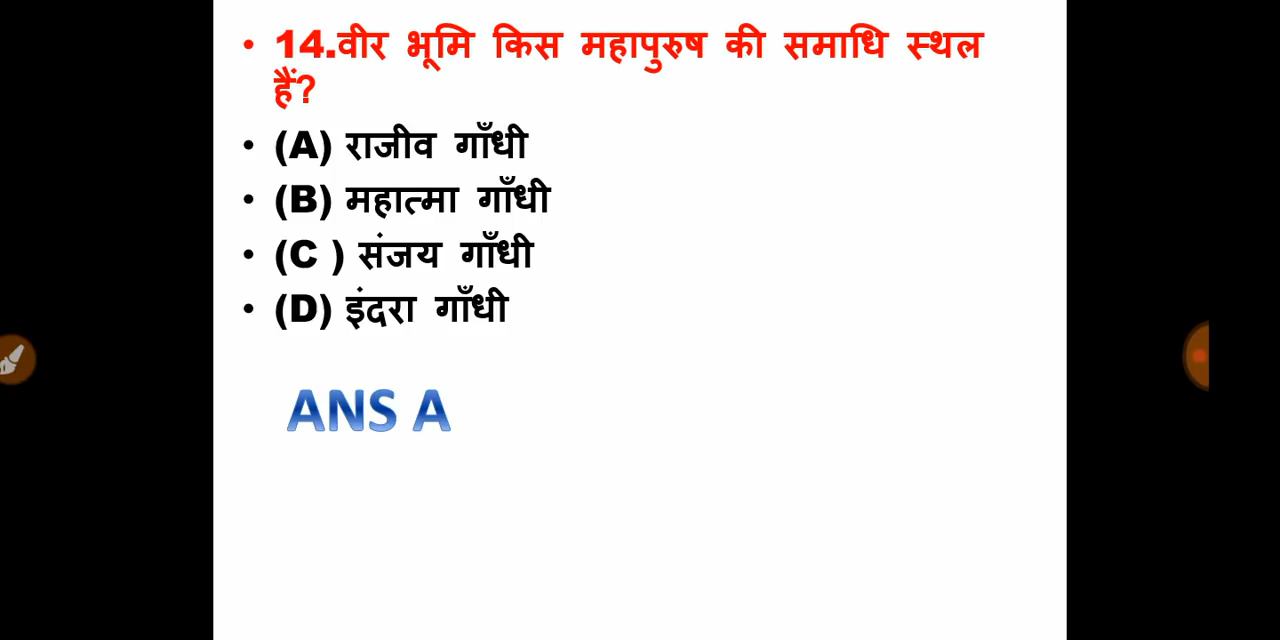 • 14.वीर भूमि किस महापुरुष की समाधि स्थल
हैं?
• (A) राजीव गाँधी
• (B) महात्मा गाँधी
• (C ) संजय गाँधी
• (D) इंदरा गाँधी
ANS A